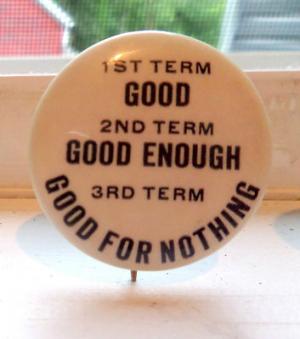 1ST TERM
GOOD
2ND TERM
GOOD ENOUGH
3RD TERM
GOOD FOR NOTHING